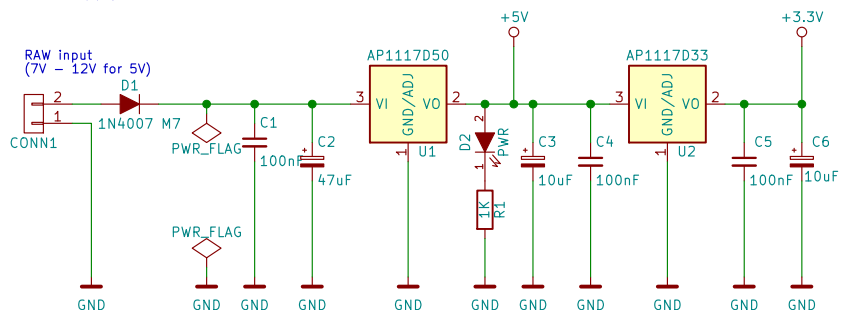 +5V
+3.3V
RAW input
(7V – 12V for 5V)
AP1117D50
AP1117D33
D1
2
1
CONN1
1N4007 M7
PWR_FLAG
C1
100nF
C2
47uF
3
VI
GND/ADJ
VO
2
1
U1
D2
2
1
PWR
1K
R1
C3
10uF
C4
100nF
3
VI
GND/ADJ
VO
2
1
U2
C5
100nF
C6
10uF
PWR_FLAG
GND
GND
GND
GND
GND
GND
GND
GND
GND
GND
GND